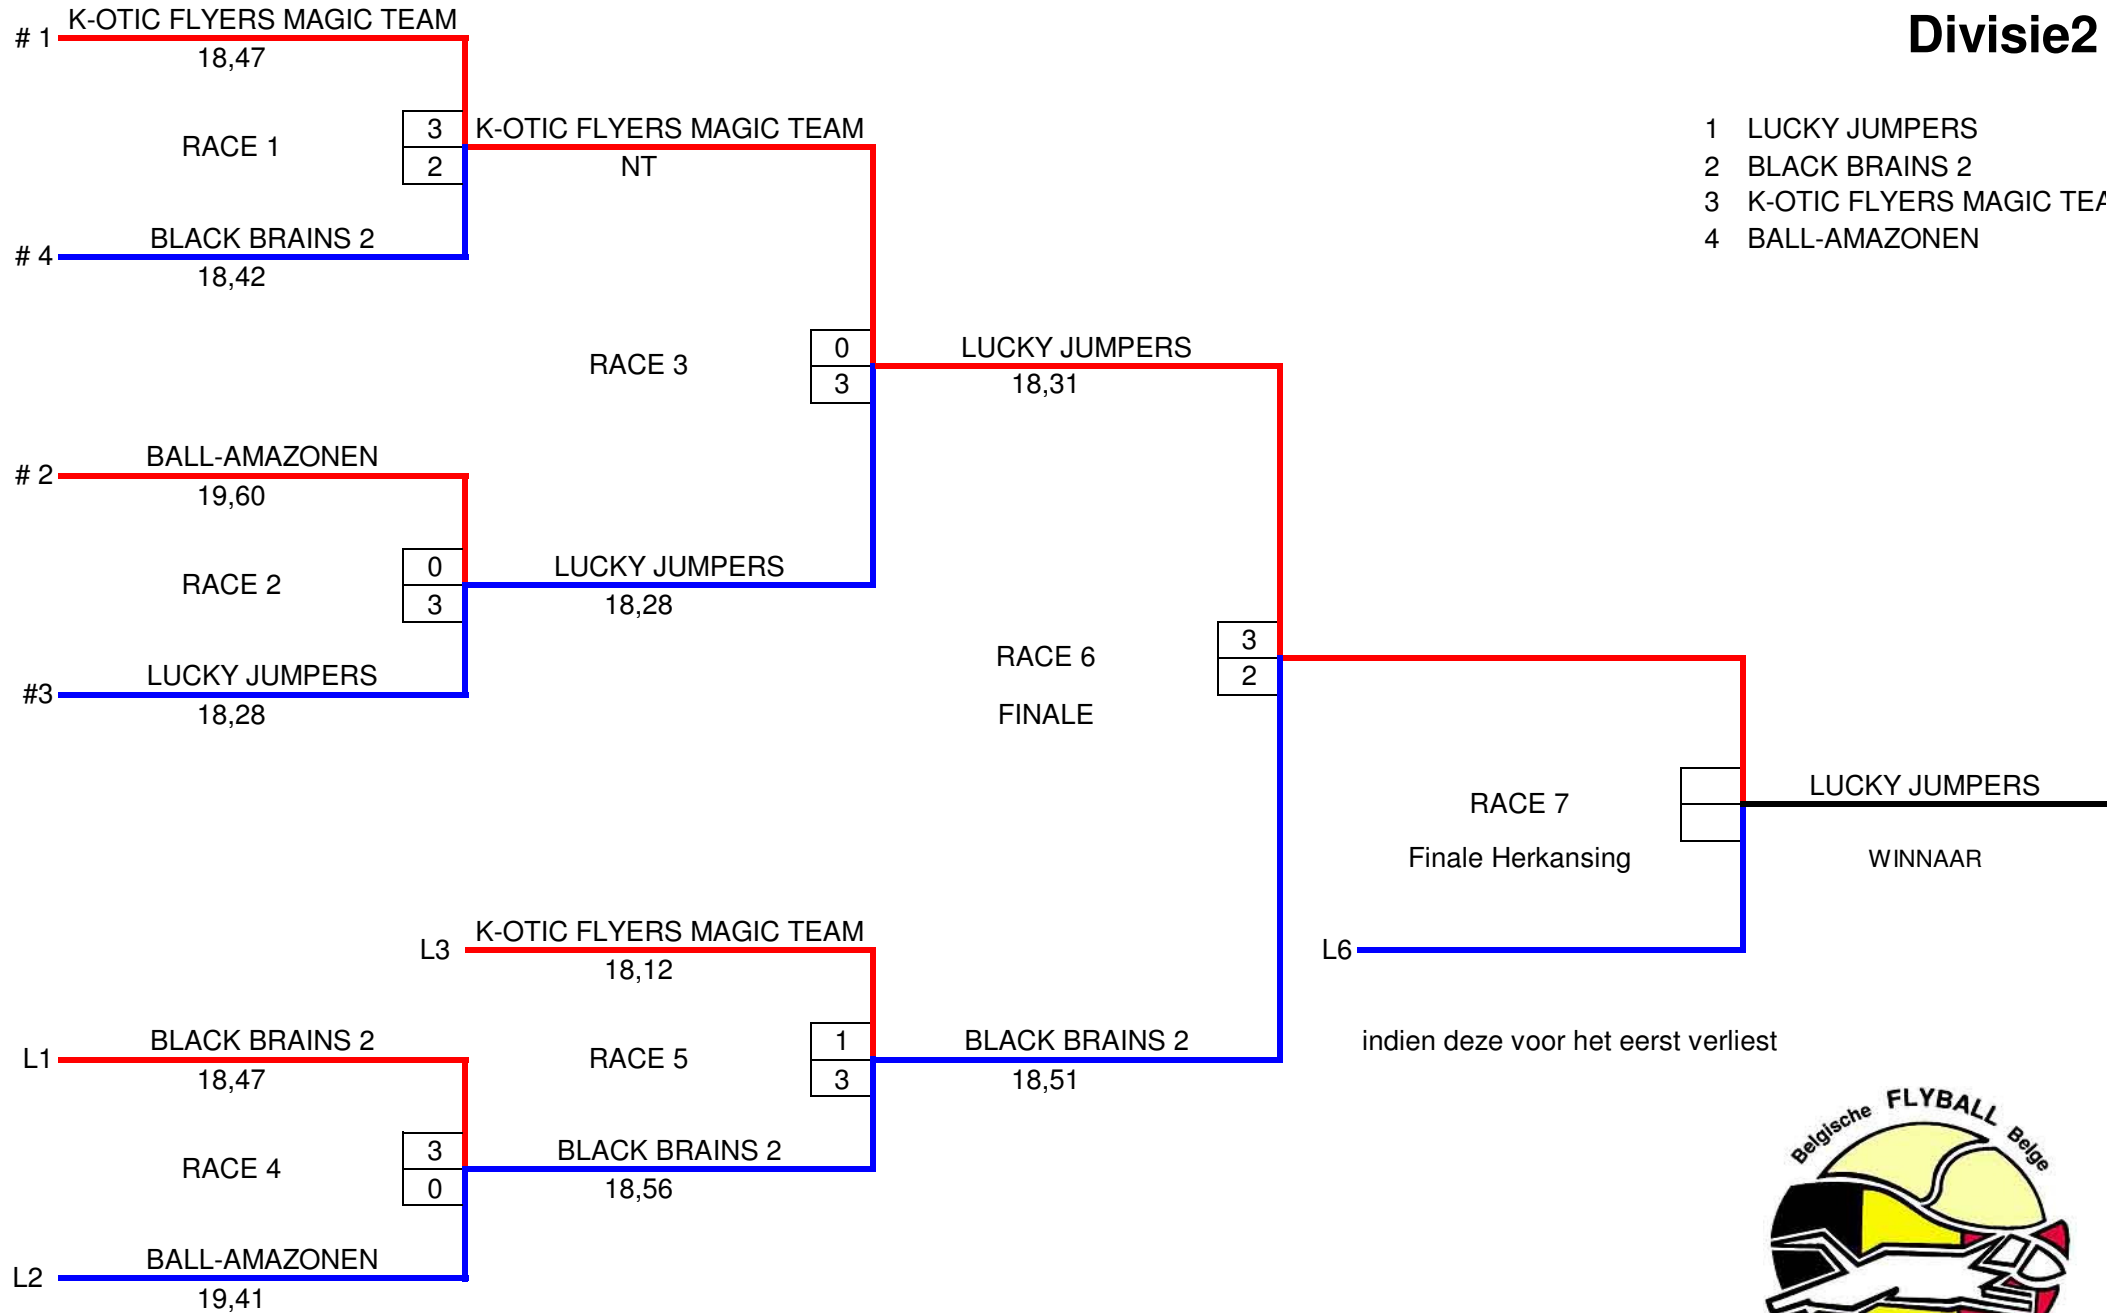 Divisie2
1 LUCKY JUMPERS
2 BLACK BRAINS 2
3 K-OTIC FLYERS MAGIC TEA
4 BALL-AMAZONEN
# 1 K-OTIC FLYERS MAGIC TEAM
18,47
RACE 1
3
2
# 4 BLACK BRAINS 2
18,42
K-OTIC FLYERS MAGIC TEAM
NT
RACE 3
0
3
# 2 BALL-AMAZONEN
19,60
RACE 2
0
3
#3 LUCKY JUMPERS
18,28
LUCKY JUMPERS
18,28
LUCKY JUMPERS
18,31
RACE 6
FINALE
3
2
RACE 7
Finale Herkansing
LUCKY JUMPERS
WINNAAR
L6
indien deze voor het eerst verliest
L3 K-OTIC FLYERS MAGIC TEAM
18,12
RACE 5
1
3
BLACK BRAINS 2
18,51
L1 BLACK BRAINS 2
18,47
RACE 4
3
0
BLACK BRAINS 2
18,56
L2 BALL-AMAZONEN
19,41
Belgische FLYBALL Belge